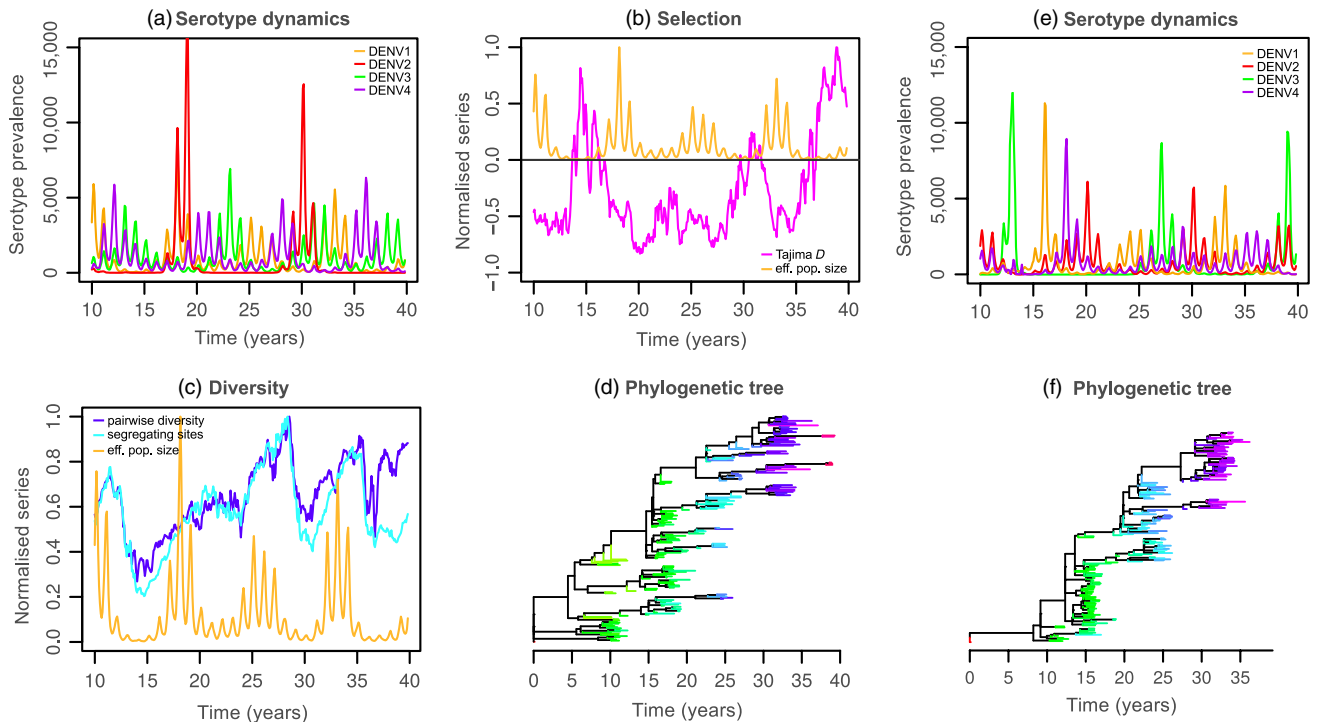 (a) Serotype dynamics
Serotype prevalence
15,000
10,000
5,000
0
DENV1
DENV2
DENV3
DENV4
10 15 20 25 30 35 40
Time (years)
(b) Selection
Normalised series
1.0
0.5
0.0
−0.5
−1.0
Tajima D
eff. pop. size
10 15 20 25 30 35 40
Time (years)
(e) Serotype dynamics
Serotype prevalence
15,000
10,000
5,000
0
DENV1
DENV2
DENV3
DENV4
10 15 20 25 30 35 40
Time (years)
(c) Diversity
Normalised series
1.0
0.8
0.6
0.4
0.2
0.0
pairwise diversity
segregating sites
eff. pop. size
10 15 20 25 30 35 40
Time (years)
(d) Phylogenetic tree
0 5 10 15 20 25 30 35 40
Time (years)
(f) Phylogenetic tree
0 5 10 15 20 25 30 35
Time (years)